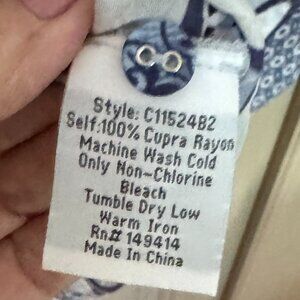 Style: C11524B2
Self:100% Cupra Rayon
Machine Wash Cold
Only Non-Chlorine
Bleach
Tumble Dry Low
Warm Iron
Rn# 149414
Made In China